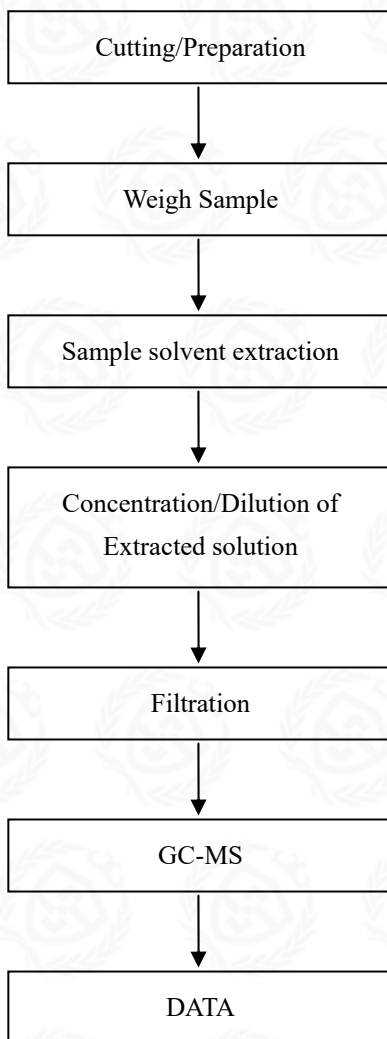 Cutting/Preparation
Weigh Sample
Sample solvent extraction
Concentration/Dilution of
Extracted solution
Filtration
GC-MS
DATA